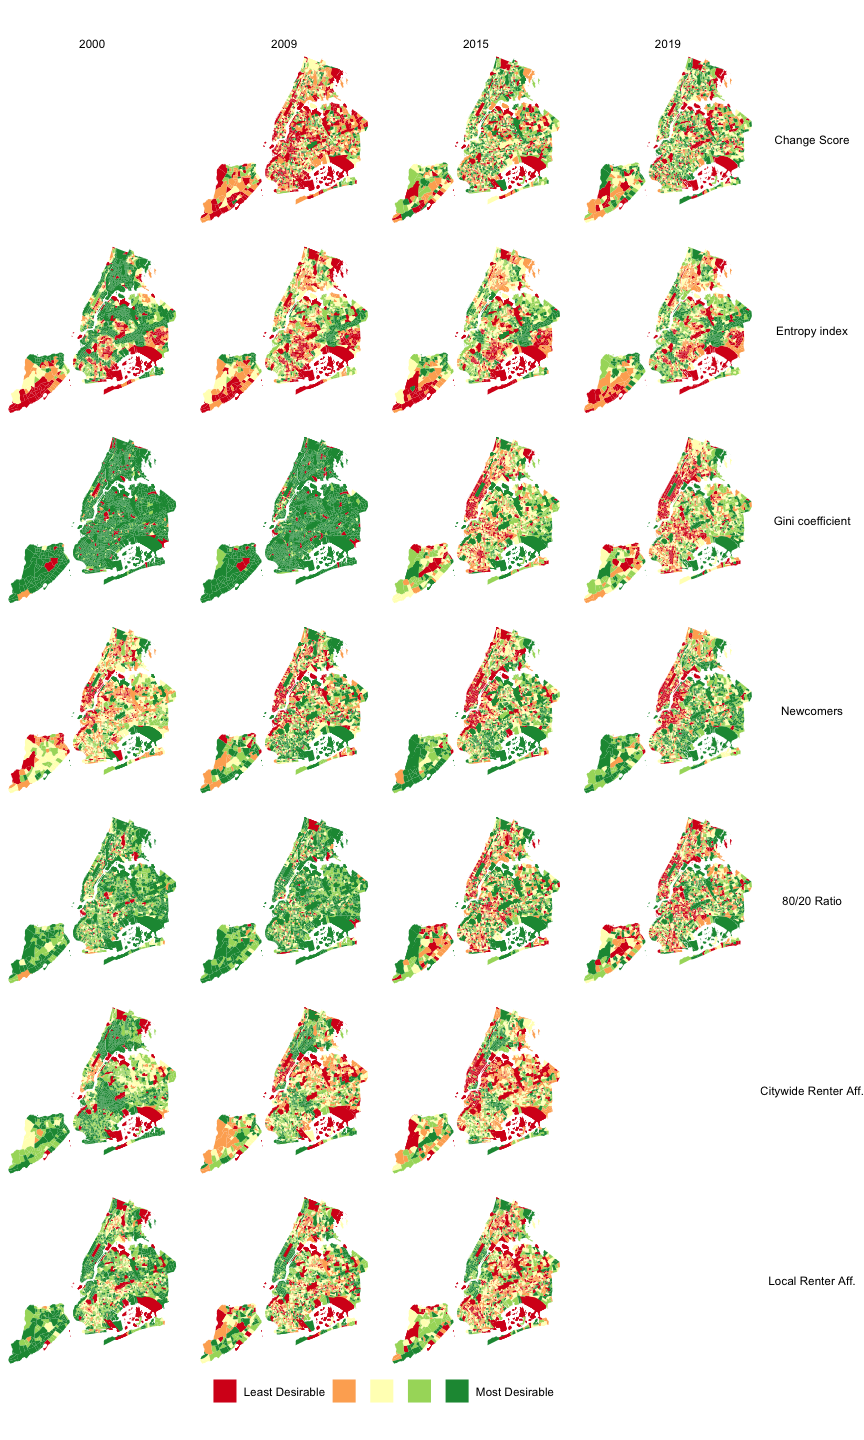 2000 2009 2015 2019
Change Score
Entropy index
Gini coefficient
Newcomers
80/20 Ratio
Citywide Renter Aff.
Local Renter Aff.
Least Desirable Most Desirable